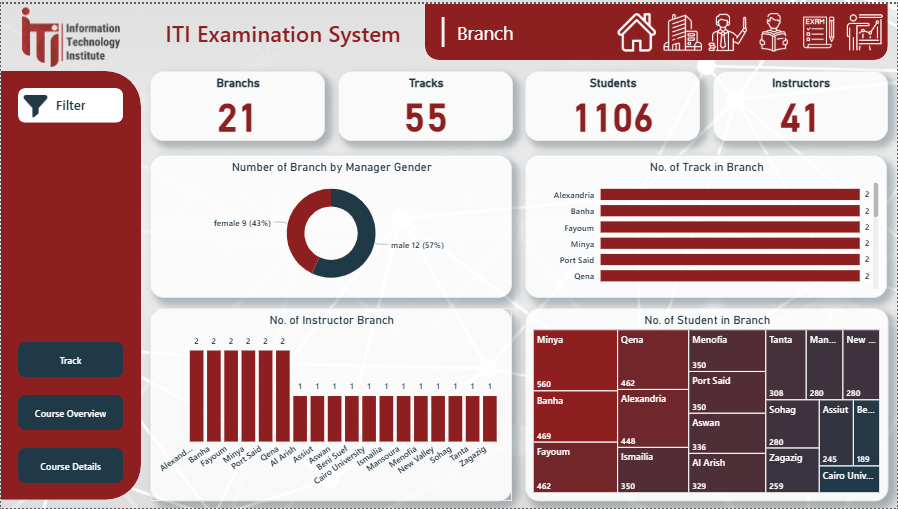 Information
Technology
Institute
ITI Examination System
Branch
EXAM
Filter
Track
Course Overview
Course Details
Branchs
21
Tracks
55
Students
1106
Instructors
41
Number of Branch by Manager Gender
female 9 (43%)
male 12 (57%)
No. of Track in Branch
Alexandria 2
Banha 2
Fayoum 2
Minya 2
Port Said 2
Qena 2
No. of Instructor Branch
2 2 2 2 2 2 1 1 1 1 1 1 1 1 1 1 1 1
Alexand...
Banha
Fayoum
Minya
Port Said
Qena
Al Arish
Assiut
Aswan
Beni Suef
Cairo University
Ismailia
Mansoura
Menofia
New Valley
Sohag
Tanta
Zagazig
No. of Student in Branch
Minya
560
Banha
469
Fayoum
462
Qena
462
Alexandria
448
Ismailia
350
Menofia
350
Port Said
350
Aswan
336
Al Arish
329
Tanta
308
Man...
280
New ...
280
Sohag
280
Zagazig
259
Assiut
245
Be...
189
Cairo Univ...